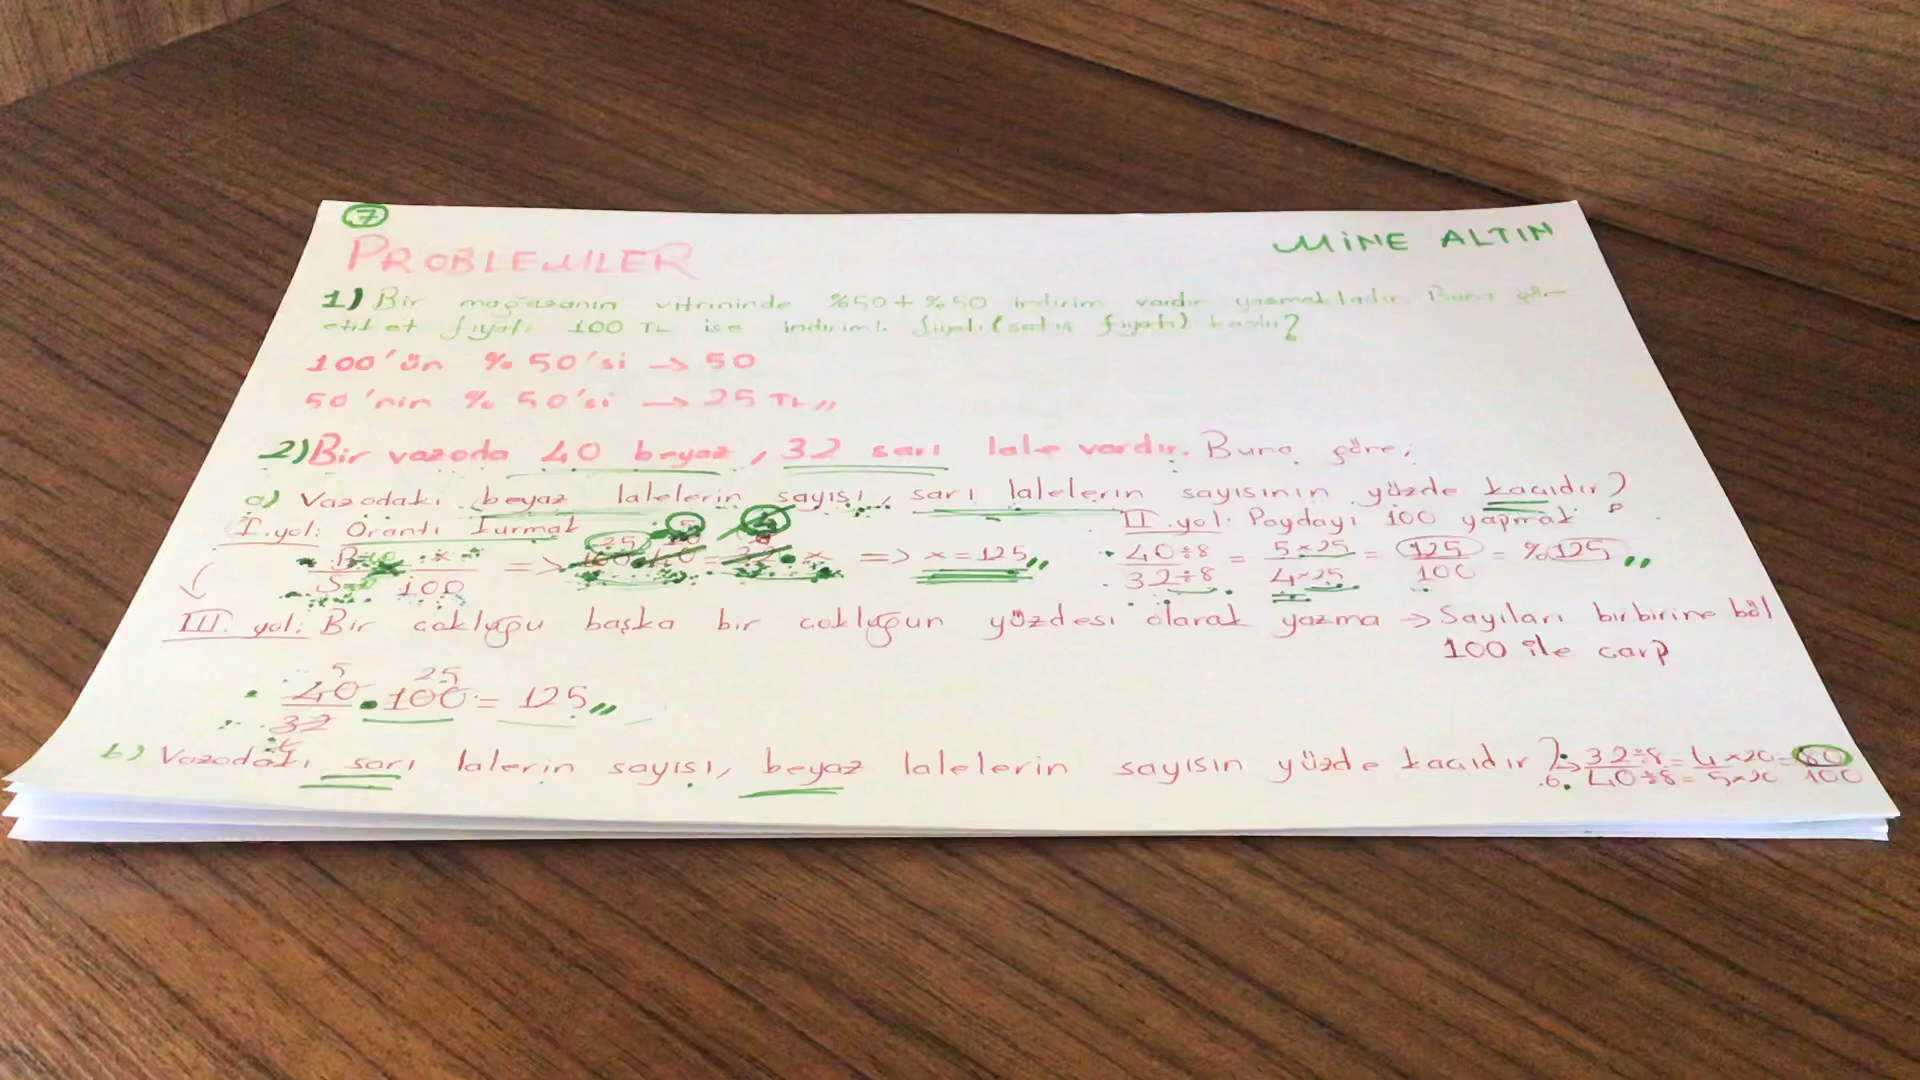 7
PROBLEMLER
MİNE ALTIN
1) Bir mağazanın vitrininde %50 + %50 indirim vardır yazmaktadır. Buna göre
etiket fiyatı 100 TL ise indirimli fiyatı (satış fiyatı) kaçtır?
100'ün % 50'si → 50
50'nin % 50'si → 25 TL
2) Bir vazoda 40 beyaz, 32 sarı lale vardır. Buna göre;
a) Vazodaki beyaz lalelerin sayısı, sarı lalelerin sayısının yüzde kaçıdır?
I. yol: Orantı kurmak
100 => 25 5 => x = 125
II. yol: Paydayı 100 yapmak
40÷8 / 32÷8 = 5×25 / 4×25 = 125 / 100 = %125
III. yol: Bir çokluğu başka bir çokluğun yüzdesi olarak yazma → Sayıları birbirine böl
100 ile çarp
40 / 32 . 100 = 125
5 25
b) Vazodaki sarı lalerin sayısı, beyaz lalelerin sayısın yüzde kaçıdır? 32÷8 / 40÷8 = 4×20 / 5×20 = 80 / 100